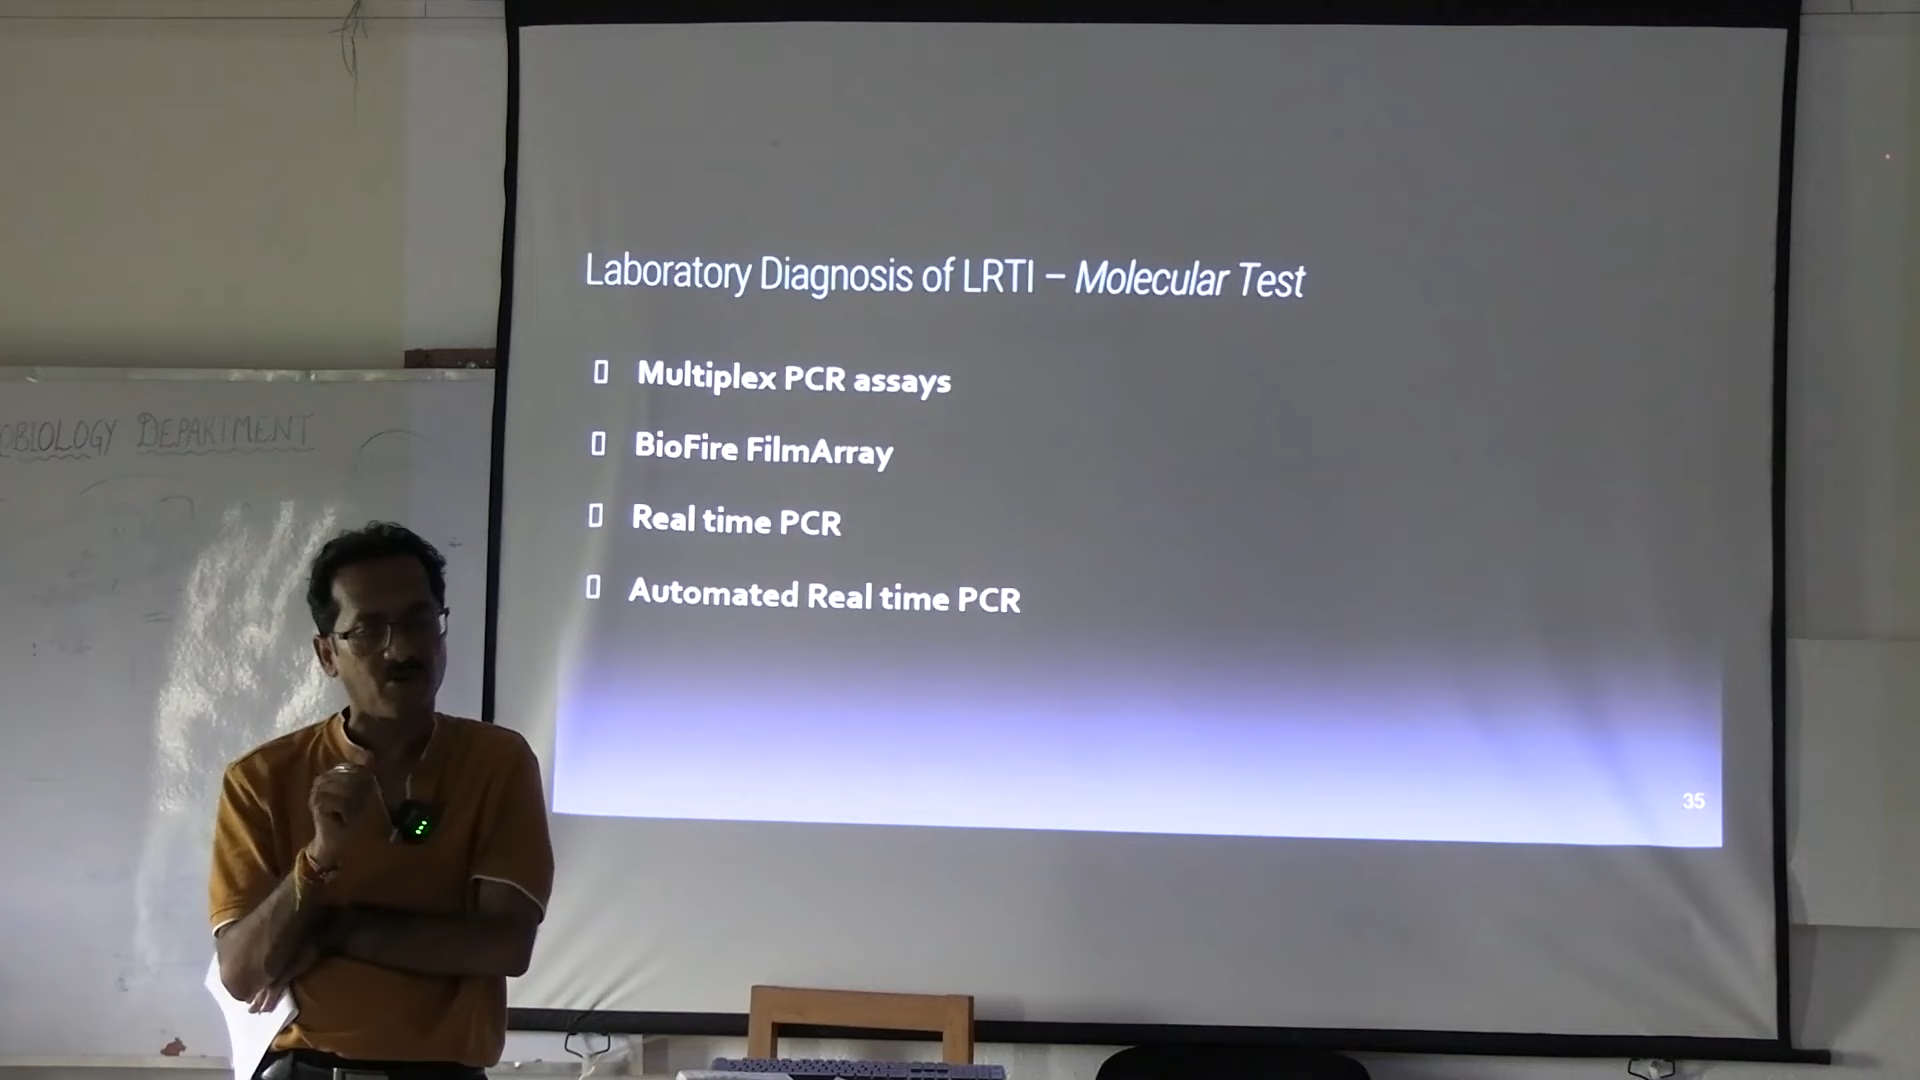 OBIOLOGY DEPARTMENT
Laboratory Diagnosis of LRTI – Molecular Test
Multiplex PCR assays
BioFire FilmArray
Real time PCR
Automated Real time PCR
35